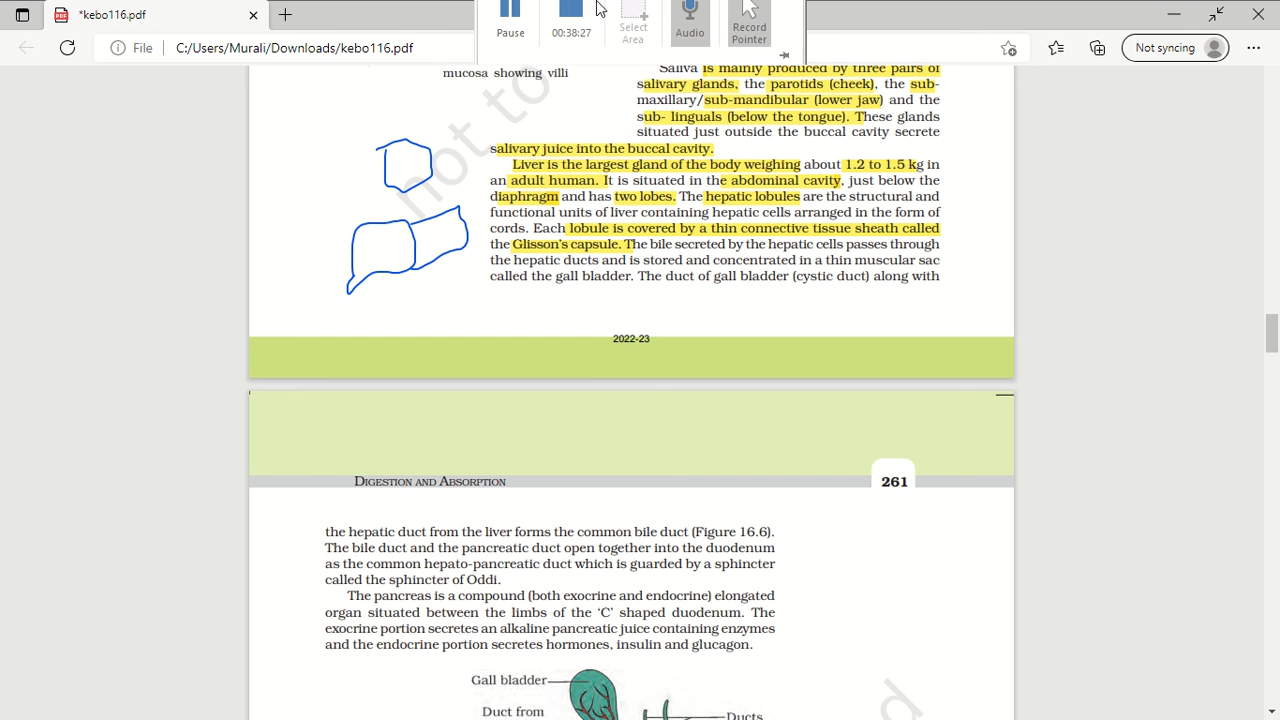 *kebo116.pdf
File
C:/Users/Murali/Downloads/kebo116.pdf
Pause
00:38:27
Select
Area
Audio
Record
Pointer
Not syncing
mucosa showing villi
not to
Saliva is mainly produced by three pairs of
salivary glands, the parotids (cheek), the sub-
maxillary/sub-mandibular (lower jaw) and the
sub- linguals (below the tongue). These glands
situated just outside the buccal cavity secrete
salivary juice into the buccal cavity.
Liver is the largest gland of the body weighing about 1.2 to 1.5 kg in
an adult human. It is situated in the abdominal cavity, just below the
diaphragm and has two lobes. The hepatic lobules are the structural and
functional units of liver containing hepatic cells arranged in the form of
cords. Each lobule is covered by a thin connective tissue sheath called
the Glisson's capsule. The bile secreted by the hepatic cells passes through
the hepatic ducts and is stored and concentrated in a thin muscular sac
called the gall bladder. The duct of gall bladder (cystic duct) along with
2022-23
DIGESTION AND ABSORPTION
261
the hepatic duct from the liver forms the common bile duct (Figure 16.6).
The bile duct and the pancreatic duct open together into the duodenum
as the common hepato-pancreatic duct which is guarded by a sphincter
called the sphincter of Oddi.
The pancreas is a compound (both exocrine and endocrine) elongated
organ situated between the limbs of the ‘C’ shaped duodenum. The
exocrine portion secretes an alkaline pancreatic juice containing enzymes
and the endocrine portion secretes hormones, insulin and glucagon.
Gall bladder
Duct from
Ducts